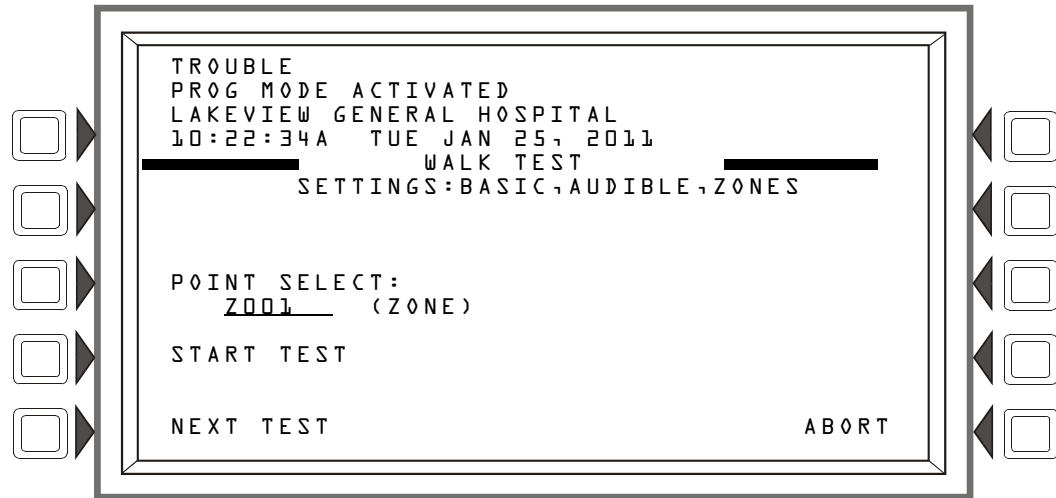 TROUBLE
PROG MODE ACTIVATED
LAKEVIEW GENERAL HOSPITAL
10:22:34A TUE JAN 25, 2011
WALK TEST
SETTINGS:BASIC,AUDIBLE,ZONES
POINT SELECT:
Z001 (ZONE)
START TEST
NEXT TEST ABORT